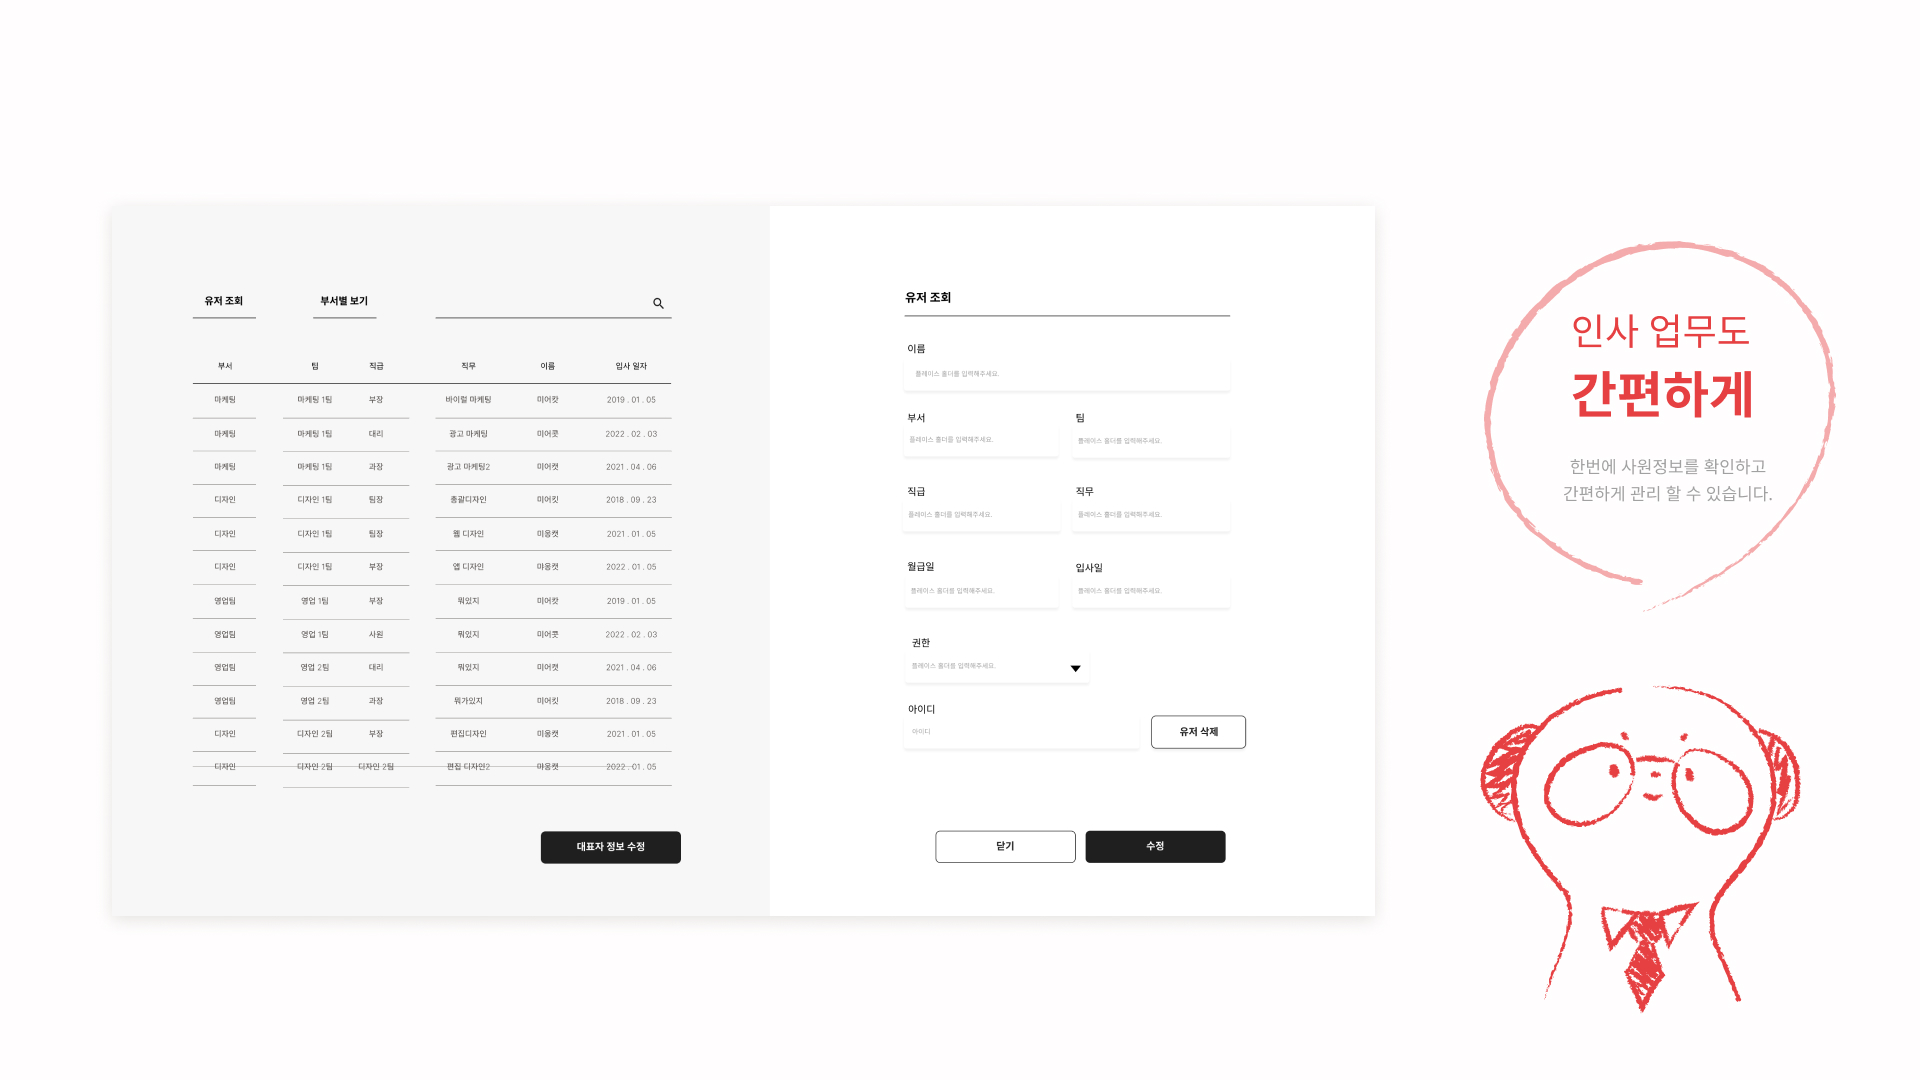 유저 조회
부서별 보기
부서 팀 직급 직무 이름 입사 일자
마케팅 마케팅 1팀 부장 바이럴 마케팅 미어캇 2019 . 01 . 05
마케팅 마케팅 1팀 대리 광고 마케팅 미어콧 2022 . 02 . 03
마케팅 마케팅 1팀 과장 광고 마케팅2 미어캣 2021 . 04 . 06
디자인 디자인 1팀 팀장 총괄디자인 미어킷 2018 . 09 . 23
디자인 디자인 1팀 팀장 웹 디자인 미옹캣 2021 . 01 . 05
디자인 디자인 1팀 부장 앱 디자인 먀옹캣 2022 . 01 . 05
영업팀 영업 1팀 부장 뭐있지 미어캇 2019 . 01 . 05
영업팀 영업 1팀 사원 뭐있지 미어콧 2022 . 02 . 03
영업팀 영업 2팀 대리 뭐있지 미어캣 2021 . 04 . 06
영업팀 영업 2팀 과장 뭐가있지 미어킷 2018 . 09 . 23
디자인 디자인 2팀 부장 편집디자인 미옹캣 2021 . 01 . 05
디자인 디자인 2팀 디자인 2팀 편집 디자인2 먀옹캣 2022 . 01 . 05
대표자 정보 수정
유저 조회
이름
플레이스 홀더를 입력해주세요.
부서 팀
플레이스 홀더를 입력해주세요. 플레이스 홀더를 입력해주세요.
직급 직무
플레이스 홀더를 입력해주세요. 플레이스 홀더를 입력해주세요.
월급일 입사일
플레이스 홀더를 입력해주세요. 플레이스 홀더를 입력해주세요.
권한
플레이스 홀더를 입력해주세요.
아이디
아이디
유저 삭제
닫기 수정
인사 업무도
간편하게
한번에 사원정보를 확인하고
간편하게 관리 할 수 있습니다.